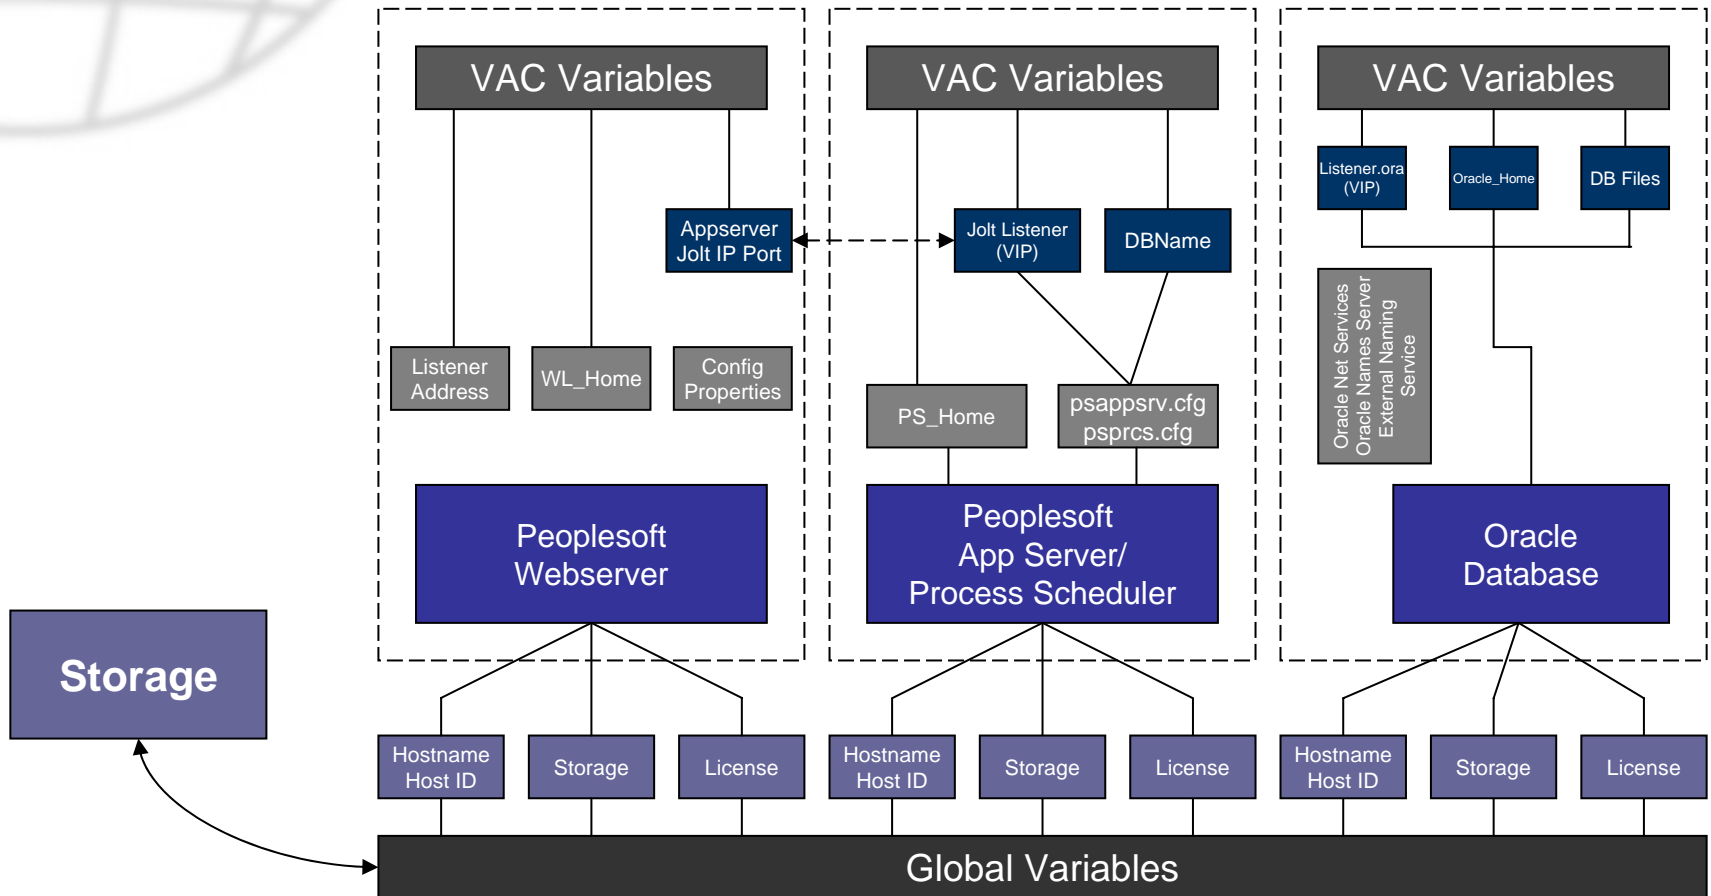 VAC Variables
VAC Variables
VAC Variables
Listener.ora
(VIP)
Oracle_Home
DB Files
Appserver
Jolt IP Port
Jolt Listener
(VIP)
DBName
Oracle Net Services
Oracle Names Server
External Naming
Service
Listener
Address
WL_Home
Config
Properties
PS_Home
psappsrv.cfg
psprcs.cfg
Peoplesoft
Webserver
Peoplesoft
App Server/
Process Scheduler
Oracle
Database
Storage
Hostname
Host ID
Storage
License
Hostname
Host ID
Storage
License
Hostname
Host ID
Storage
License
Global Variables